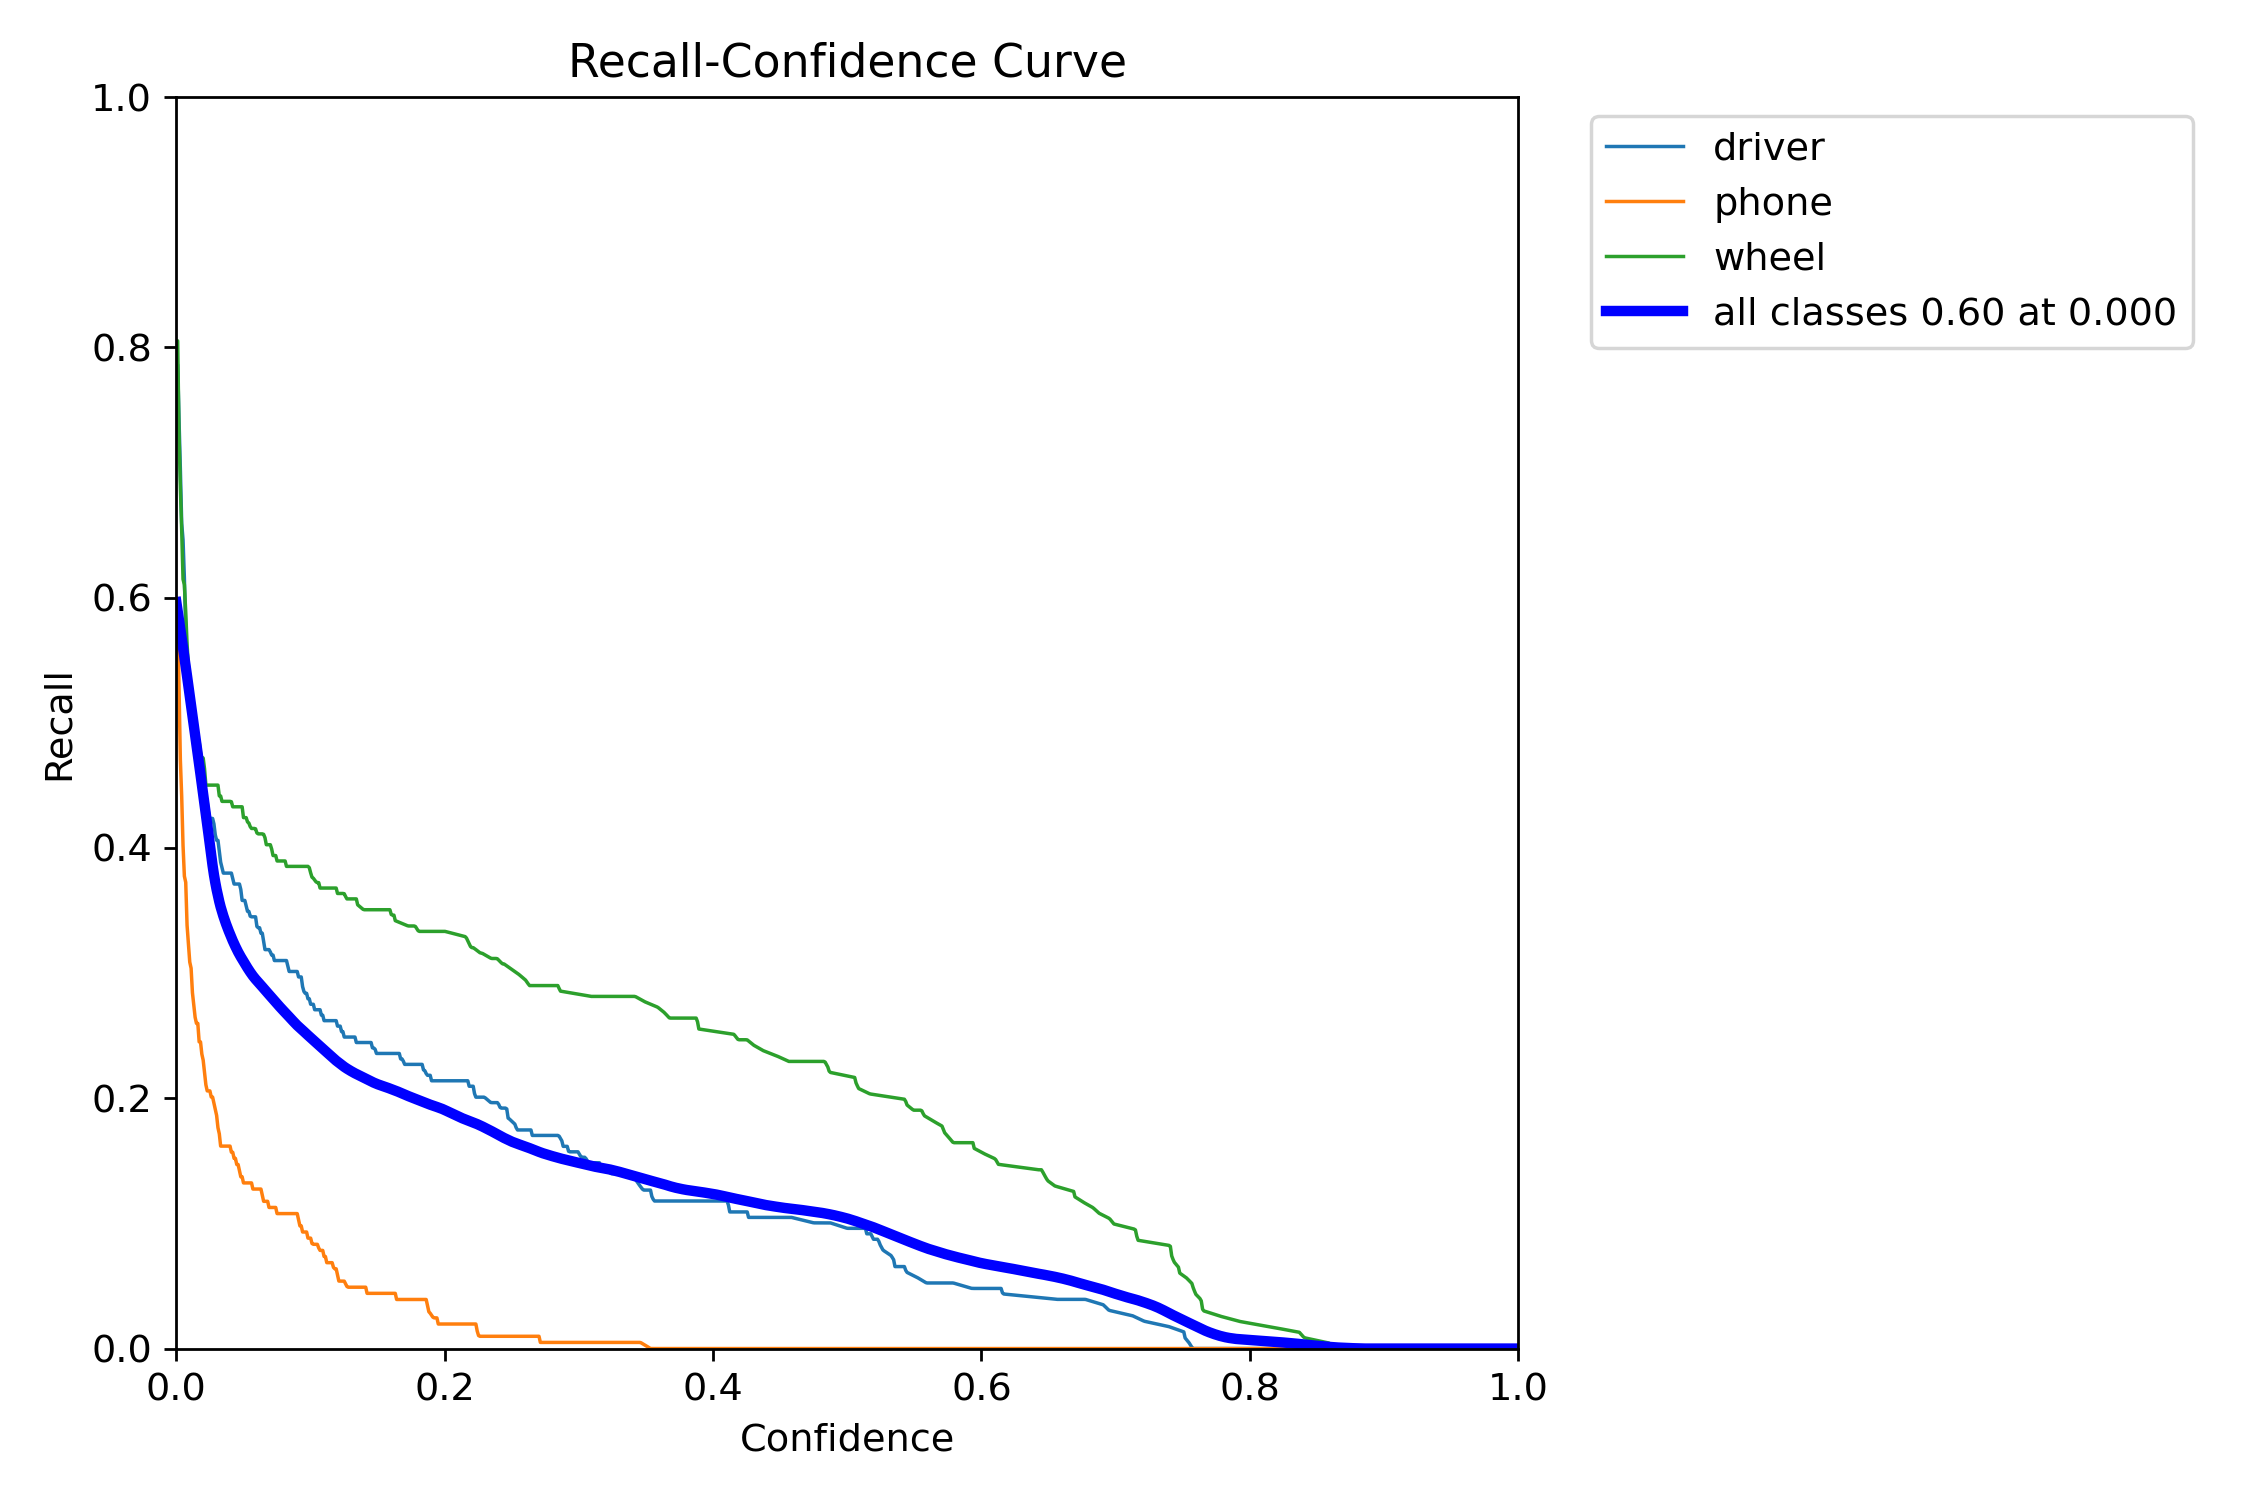 Recall-Confidence Curve
1.0
0.8
0.6
0.4
0.2
0.0
Recall
0.0 0.2 0.4 0.6 0.8 1.0
Confidence
driver
phone
wheel
all classes 0.60 at 0.000